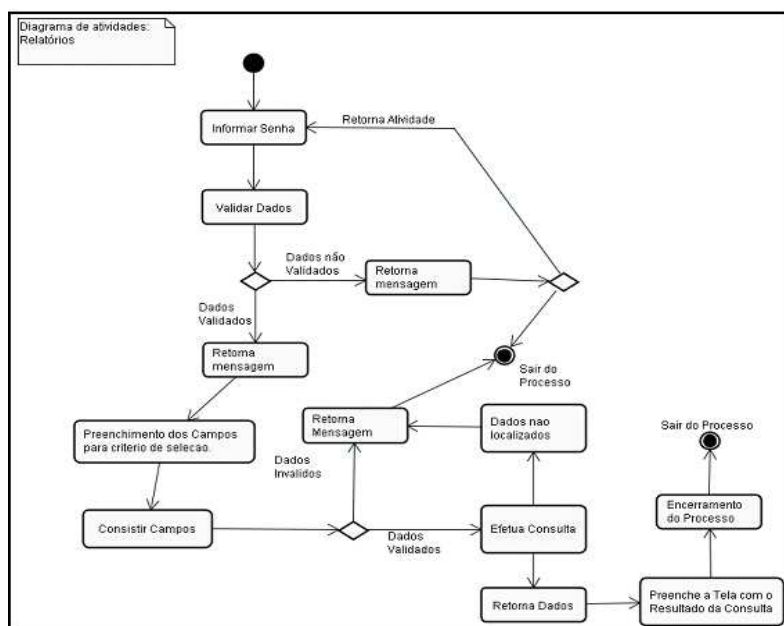 Diagrama de atividades:
Relatórios
Informar Senha
Retorna Atividade
Validar Dados
Dados não
Validados
Retorna
mensagem
Dados
Validados
Retorna
mensagem
Sair do
Processo
Preenchimento dos Campos
para criterio de selecao.
Retorna
Mensagem
Dados nao
localizados
Sair do Processo
Dados
Invalidos
Consistir Campos
Dados
Validados
Efetua Consulta
Encerramento
do Processo
Retorna Dados
Preenche a Tela com o
Resultado da Consulta